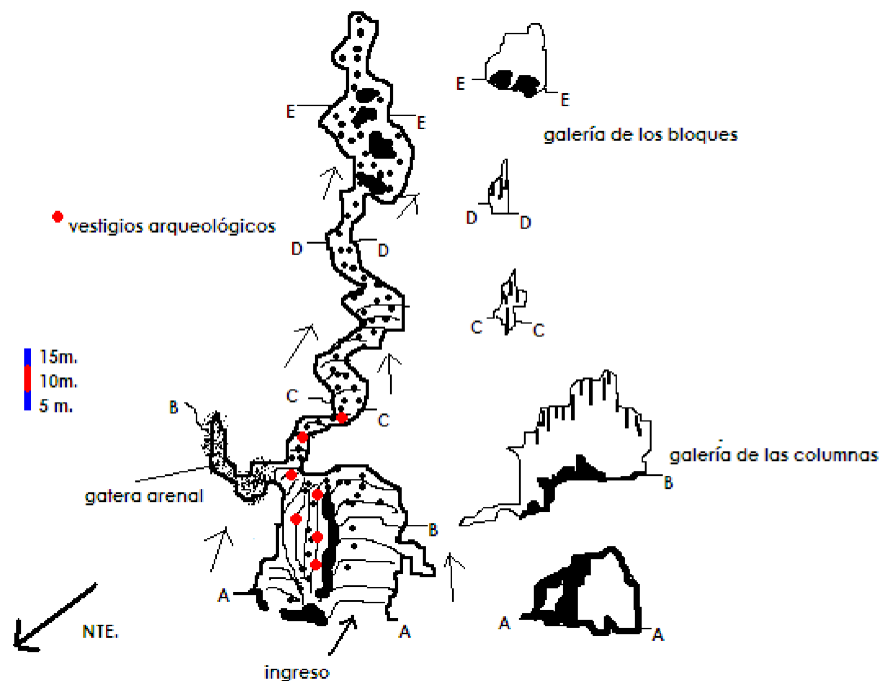 E
E
E
E
galería de los bloques
vestigios arqueológicos
D
D
D
D
C
C
15m.
10m.
5 m.
B
C
C
galería de las columnas
B
gatera arenal
B
A
A
A
A
NTE.
ingreso